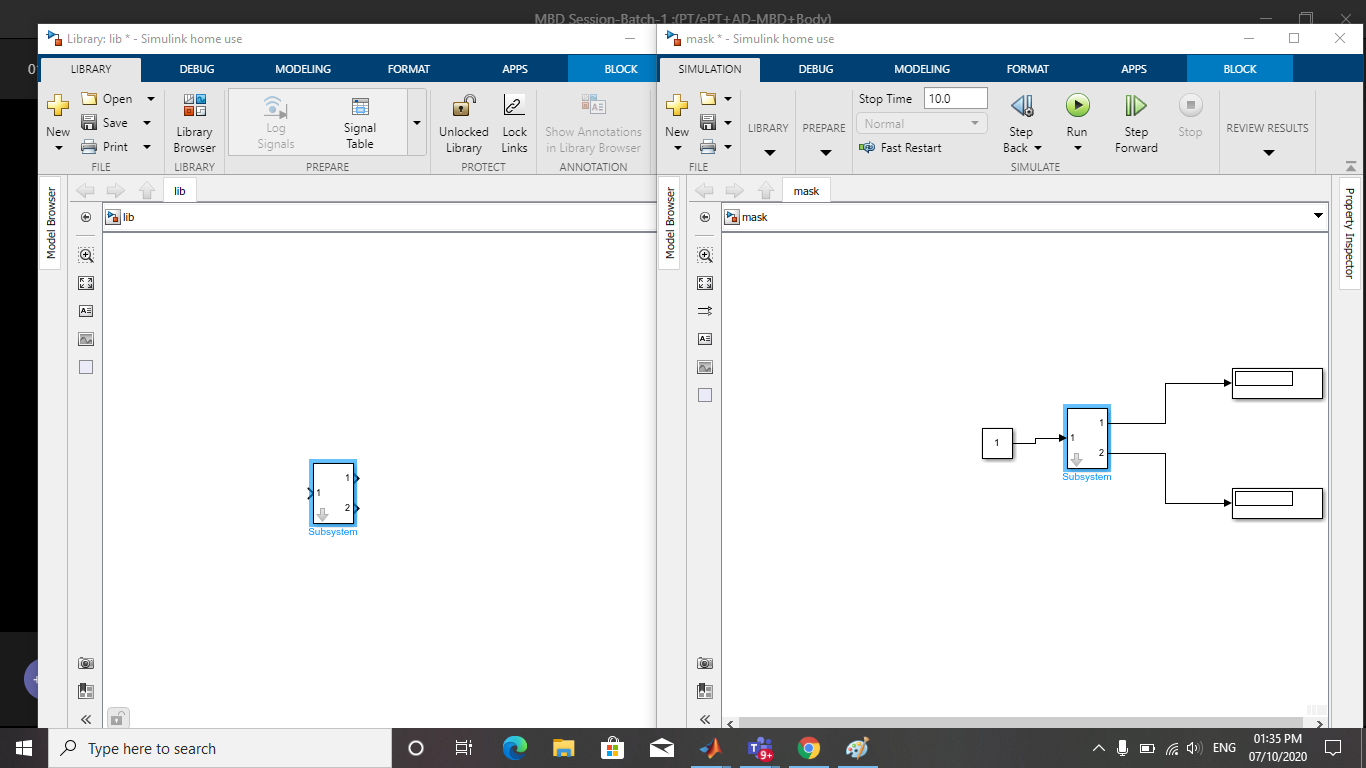 MBD Session-Batch-1 :(PT/ePT+AD-MBD+Body)
Library: lib * - Simulink home use
LIBRARY DEBUG MODELING FORMAT APPS BLOCK
New
Open
Save
Print
FILE
Library
Browser
LIBRARY
Log
Signals
Signal
Table
PREPARE
Unlocked
Library
Lock
Links
PROTECT
Show Annotations
in Library Browser
ANNOTATION
Model Browser
lib
lib
1
1
2
Subsystem
mask * - Simulink home use
SIMULATION DEBUG MODELING FORMAT APPS BLOCK
New
FILE
LIBRARY
PREPARE
Stop Time 10.0
Normal
Fast Restart
Step
Back
Run
Step
Forward
Stop
SIMULATE
REVIEW RESULTS
Model Browser
mask
mask
Property Inspector
1
1
1
2
Subsystem
Type here to search
9+
ENG
01:35 PM
07/10/2020